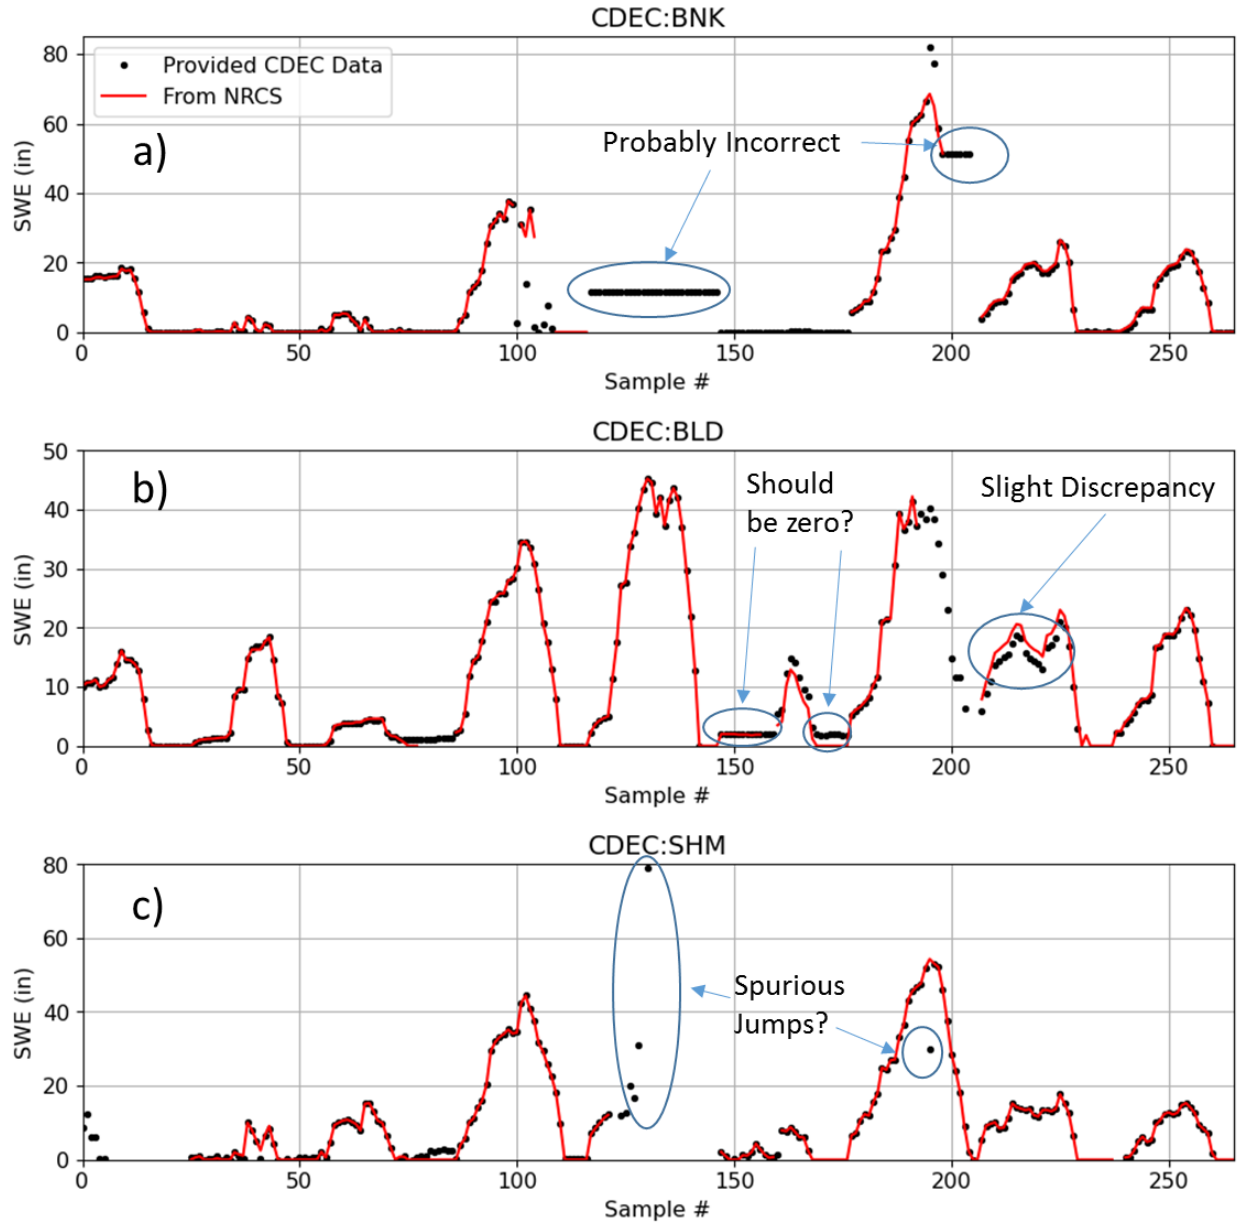 CDEC:BNK
80
Provided CDEC Data
From NRCS
a)
Probably Incorrect
60
40
20
0
SWE (in)
0 50 100 150 200 250
Sample #
CDEC:BLD
50
b)
Should
be zero?
Slight Discrepancy
40
30
20
10
0
SWE (in)
0 50 100 150 200 250
Sample #
CDEC:SHM
80
c)
60
Spurious
Jumps?
40
20
0
SWE (in)
0 50 100 150 200 250
Sample #